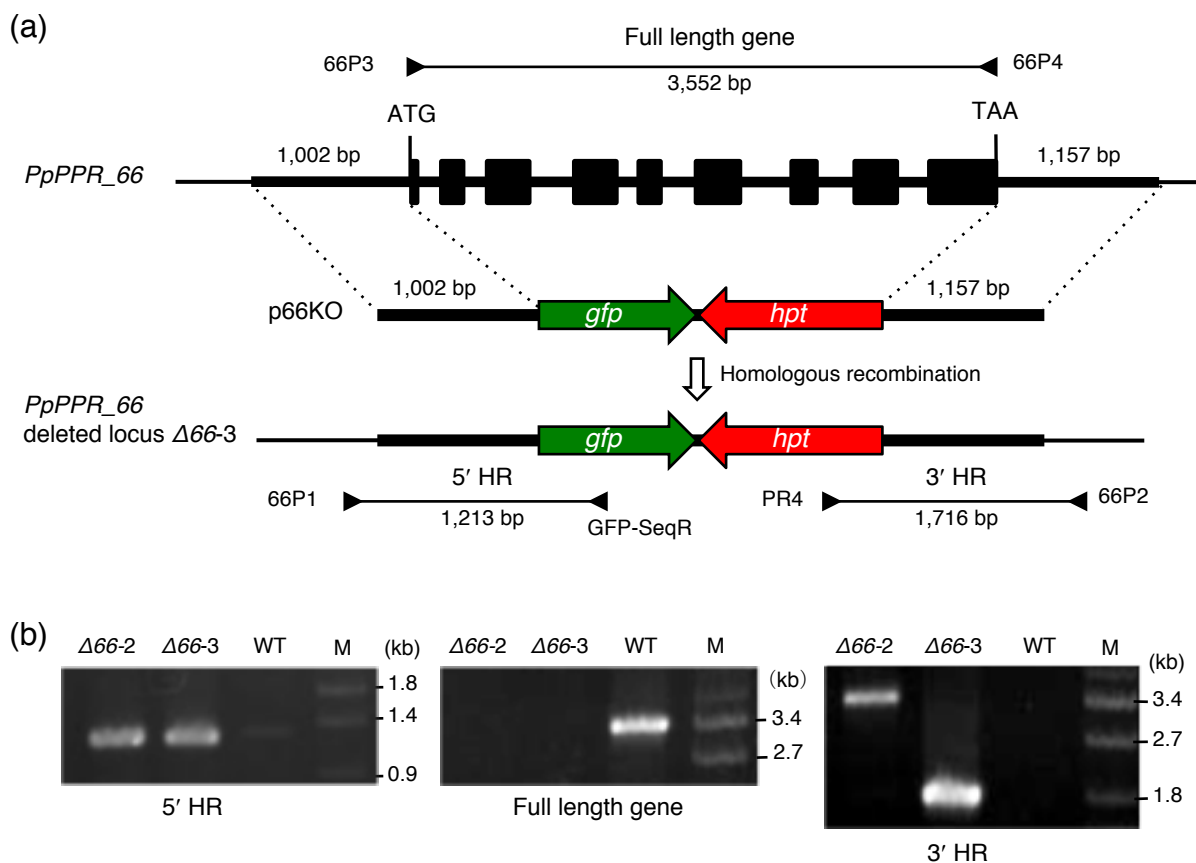 (a)
Full length gene
66P3
66P4
3,552 bp
ATG
TAA
1,002 bp
1,157 bp
PpPPR_66
1,002 bp
1,157 bp
p66KO
gfp
hpt
Homologous recombination
PpPPR_66
deleted locus Δ66-3
gfp
hpt
5′ HR
3′ HR
66P1
1,213 bp
GFP-SeqR
PR4
1,716 bp
66P2
(b)
Δ66-2 Δ66-3 WT M (kb)
1.8
1.4
0.9
5′ HR
Δ66-2 Δ66-3 WT M
(kb)
3.4
2.7
Full length gene
Δ66-2 Δ66-3 WT M
(kb)
3.4
2.7
1.8
3′ HR